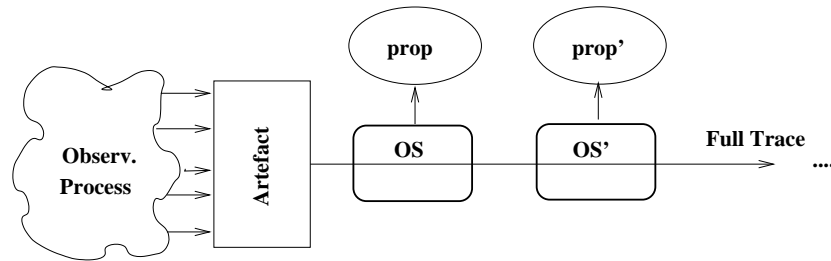 prop
prop’
Observ.
Process
Artefact
OS
OS’
Full Trace
....